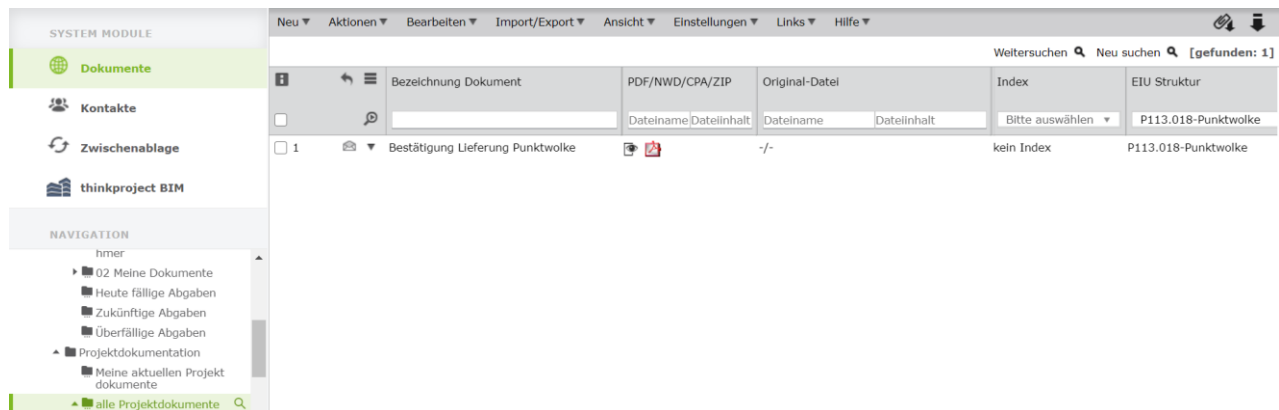 SYSTEM MODULE
Dokumente
Kontakte
Zwischenablage
thinkproject BIM
NAVIGATION
hmer
02 Meine Dokumente
Heute fällige Abgaben
Zukünftige Abgaben
Überfällige Abgaben
Projektdokumentation
Meine aktuellen Projekt
dokumente
alle Projektdokumente
Neu Aktionen Bearbeiten Import/Export Ansicht Einstellungen Links Hilfe
Weitersuchen Neu suchen [gefunden: 1]
Bezeichnung Dokument PDF/NWD/CPA/ZIP Original-Datei Index EIU Struktur
Dateiname Dateiinhalt Dateiname Dateiinhalt Bitte auswählen P113.018-Punktwolke
1 Bestätigung Lieferung Punktwolke -/- kein Index P113.018-Punktwolke